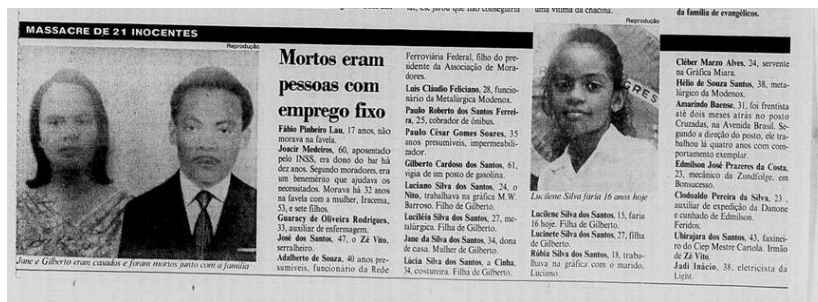 da família de evangélicos.
MASSACRE DE 21 INOCENTES
Reprodução
Jane e Gilberto eram casados e foram mortos junto com a família
Mortos eram
pessoas com
emprego fixo
Fábio Pinheiro Lau, 17 anos, não
morava na favela.
Joacir Medeiros, 60, aposentado
pelo INSS, era dono do bar há
dez anos. Segundo moradores, era
um benemérito que ajudava os
necessitados. Morava há 32 anos
na favela com a mulher, Iracema,
53, e sete filhos.
Guaracy de Oliveira Rodrigues,
33, auxiliar de enfermagem.
José dos Santos, 47, o Zé Vito,
serralheiro.
Adalberto de Souza, 40 anos pre-
sumíveis, funcionário da Rede
Ferroviária Federal, filho do pre-
sidente da Associação de Mora-
dores.
Luis Cláudio Feliciano, 28, funcio-
nário da Metalúrgica Modenox.
Paulo Roberto dos Santos Ferrei-
ra, 25, cobrador de ônibus.
Paulo César Gomes Soares, 35
anos presumíveis, impermeabili-
zador.
Gilberto Cardoso dos Santos, 61,
vigia de um posto de gasolina.
Luciano Silva dos Santos, 24, o
Nito, trabalhava na gráfica M.W.
Barroso. Filho de Gilberto.
Luciléia Silva dos Santos, 27, me-
talúrgica. Filha de Gilberto.
Jane da Silva dos Santos, 34, dona
de casa. Mulher de Gilberto.
Lúcia Silva dos Santos, a Cinha,
34, costureira. Filha de Gilberto.
Reprodução
GRES
Lucilene Silva faria 16 anos hoje
Lucilene Silva dos Santos, 15, faria
16 hoje. Filha de Gilberto.
Lucinete Silva dos Santos, 27, filha
de Gilberto.
Rúbia Silva dos Santos, 18, traba-
lhava na gráfica com o marido,
Luciano.
Cléber Marzo Alves, 24, servente
na Gráfica Miara.
Hélio de Souza Santos, 38, meta-
lúrgico da Modenox.
Amarindo Baense, 31, foi frentista
até dois meses atrás no posto
Cruzadas, na Avenida Brasil. Se-
gundo a direção do posto, ele tra-
balhou lá quatro anos com com-
portamento exemplar.
Edmilson José Prazeres da Costa,
23, mecânico da Zundfolge, em
Bonsucesso.
Clodoaldo Pereira da Silva, 23 ,
auxiliar de expedição da Danone
e cunhado de Edmilson.
Feridos:
Ubirajara dos Santos, 43, faxinei-
ro do Ciep Mestre Cartola. Irmão
de Zé Vito.
Jadi Inácio, 38, eletricista da
Light.